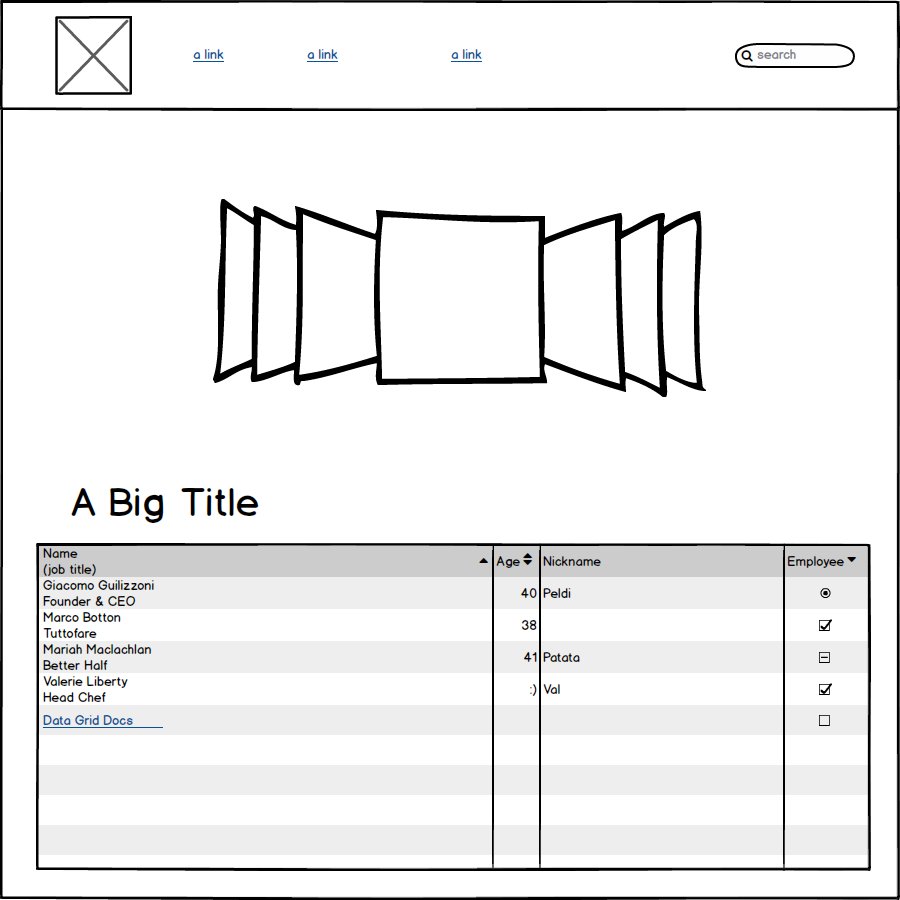 a link
a link
a link
search
A Big Title
Name
(job title)
Age
Nickname
Employee
Giacomo Guilizzoni
Founder & CEO
40
Peldi
Marco Botton
Tuttofare
38
Mariah Maclachlan
Better Half
41
Patata
Valerie Liberty
Head Chef
:)
Val
Data Grid Docs